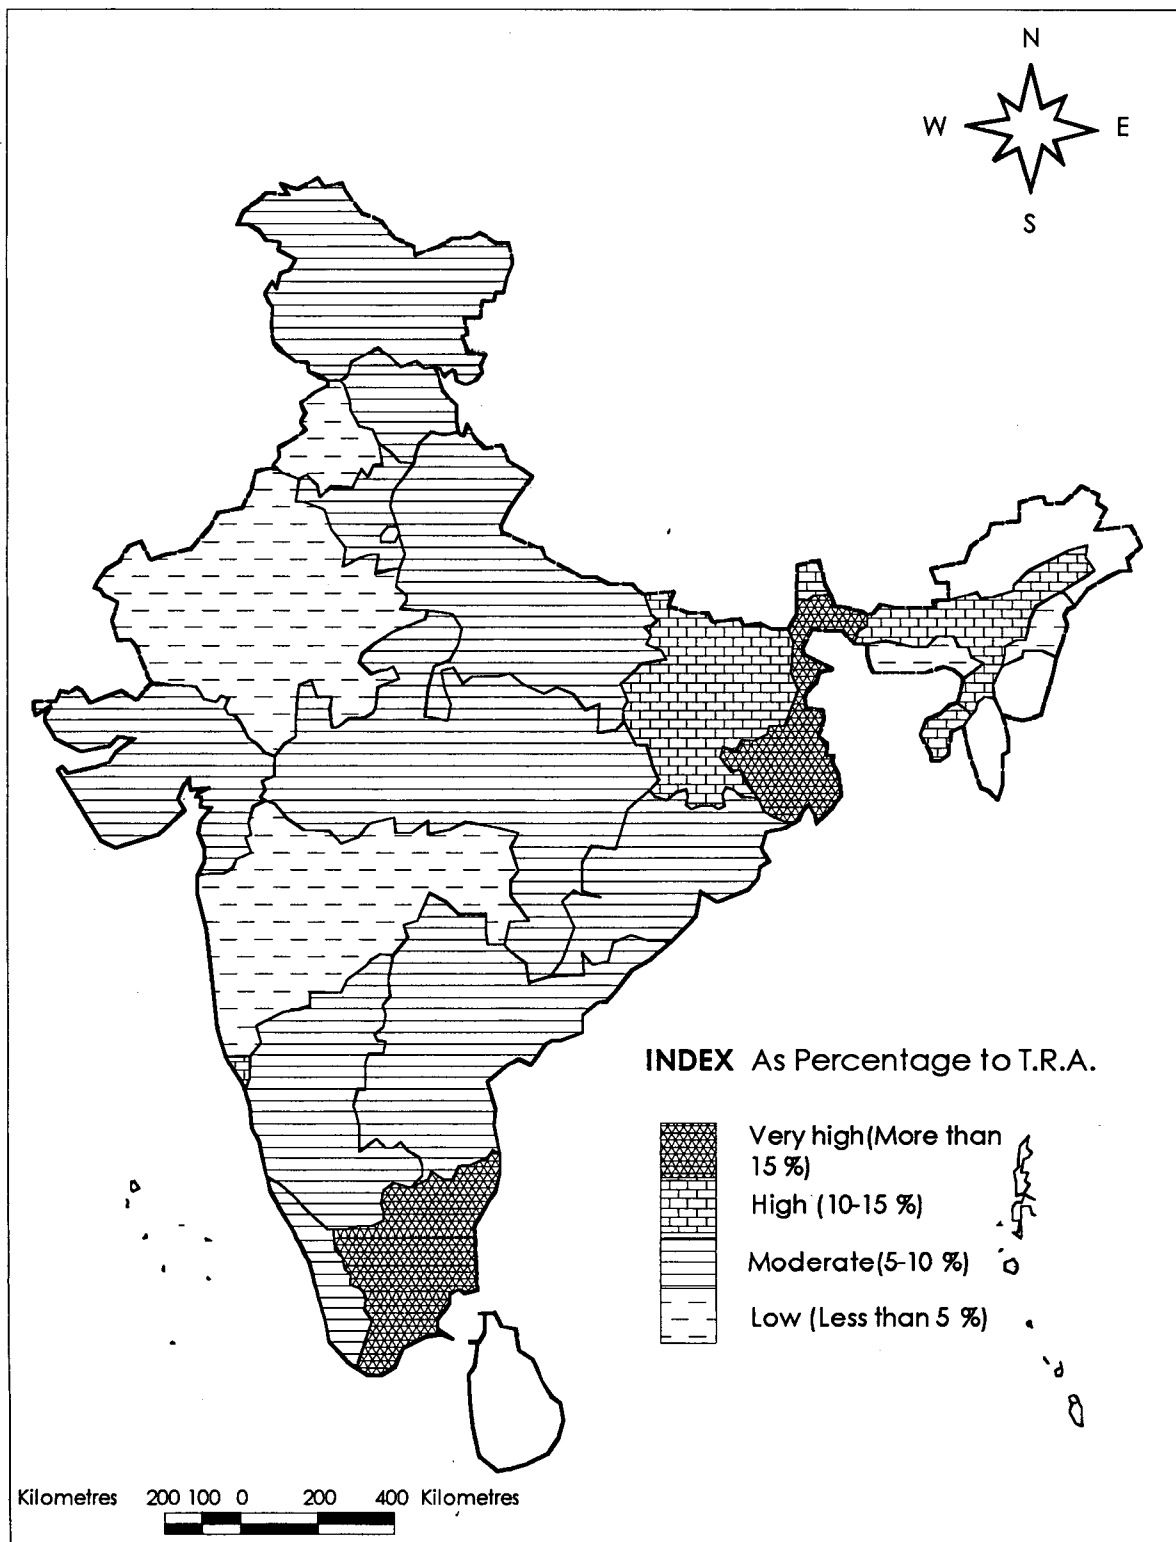 N
W E
S
INDEX As Percentage to T.R.A.
Very high(More than
15 %)
High (10-15 %)
Moderate(5-10 %)
Low (Less than 5 %)
Kilometres 200 100 0 200 400 Kilometres